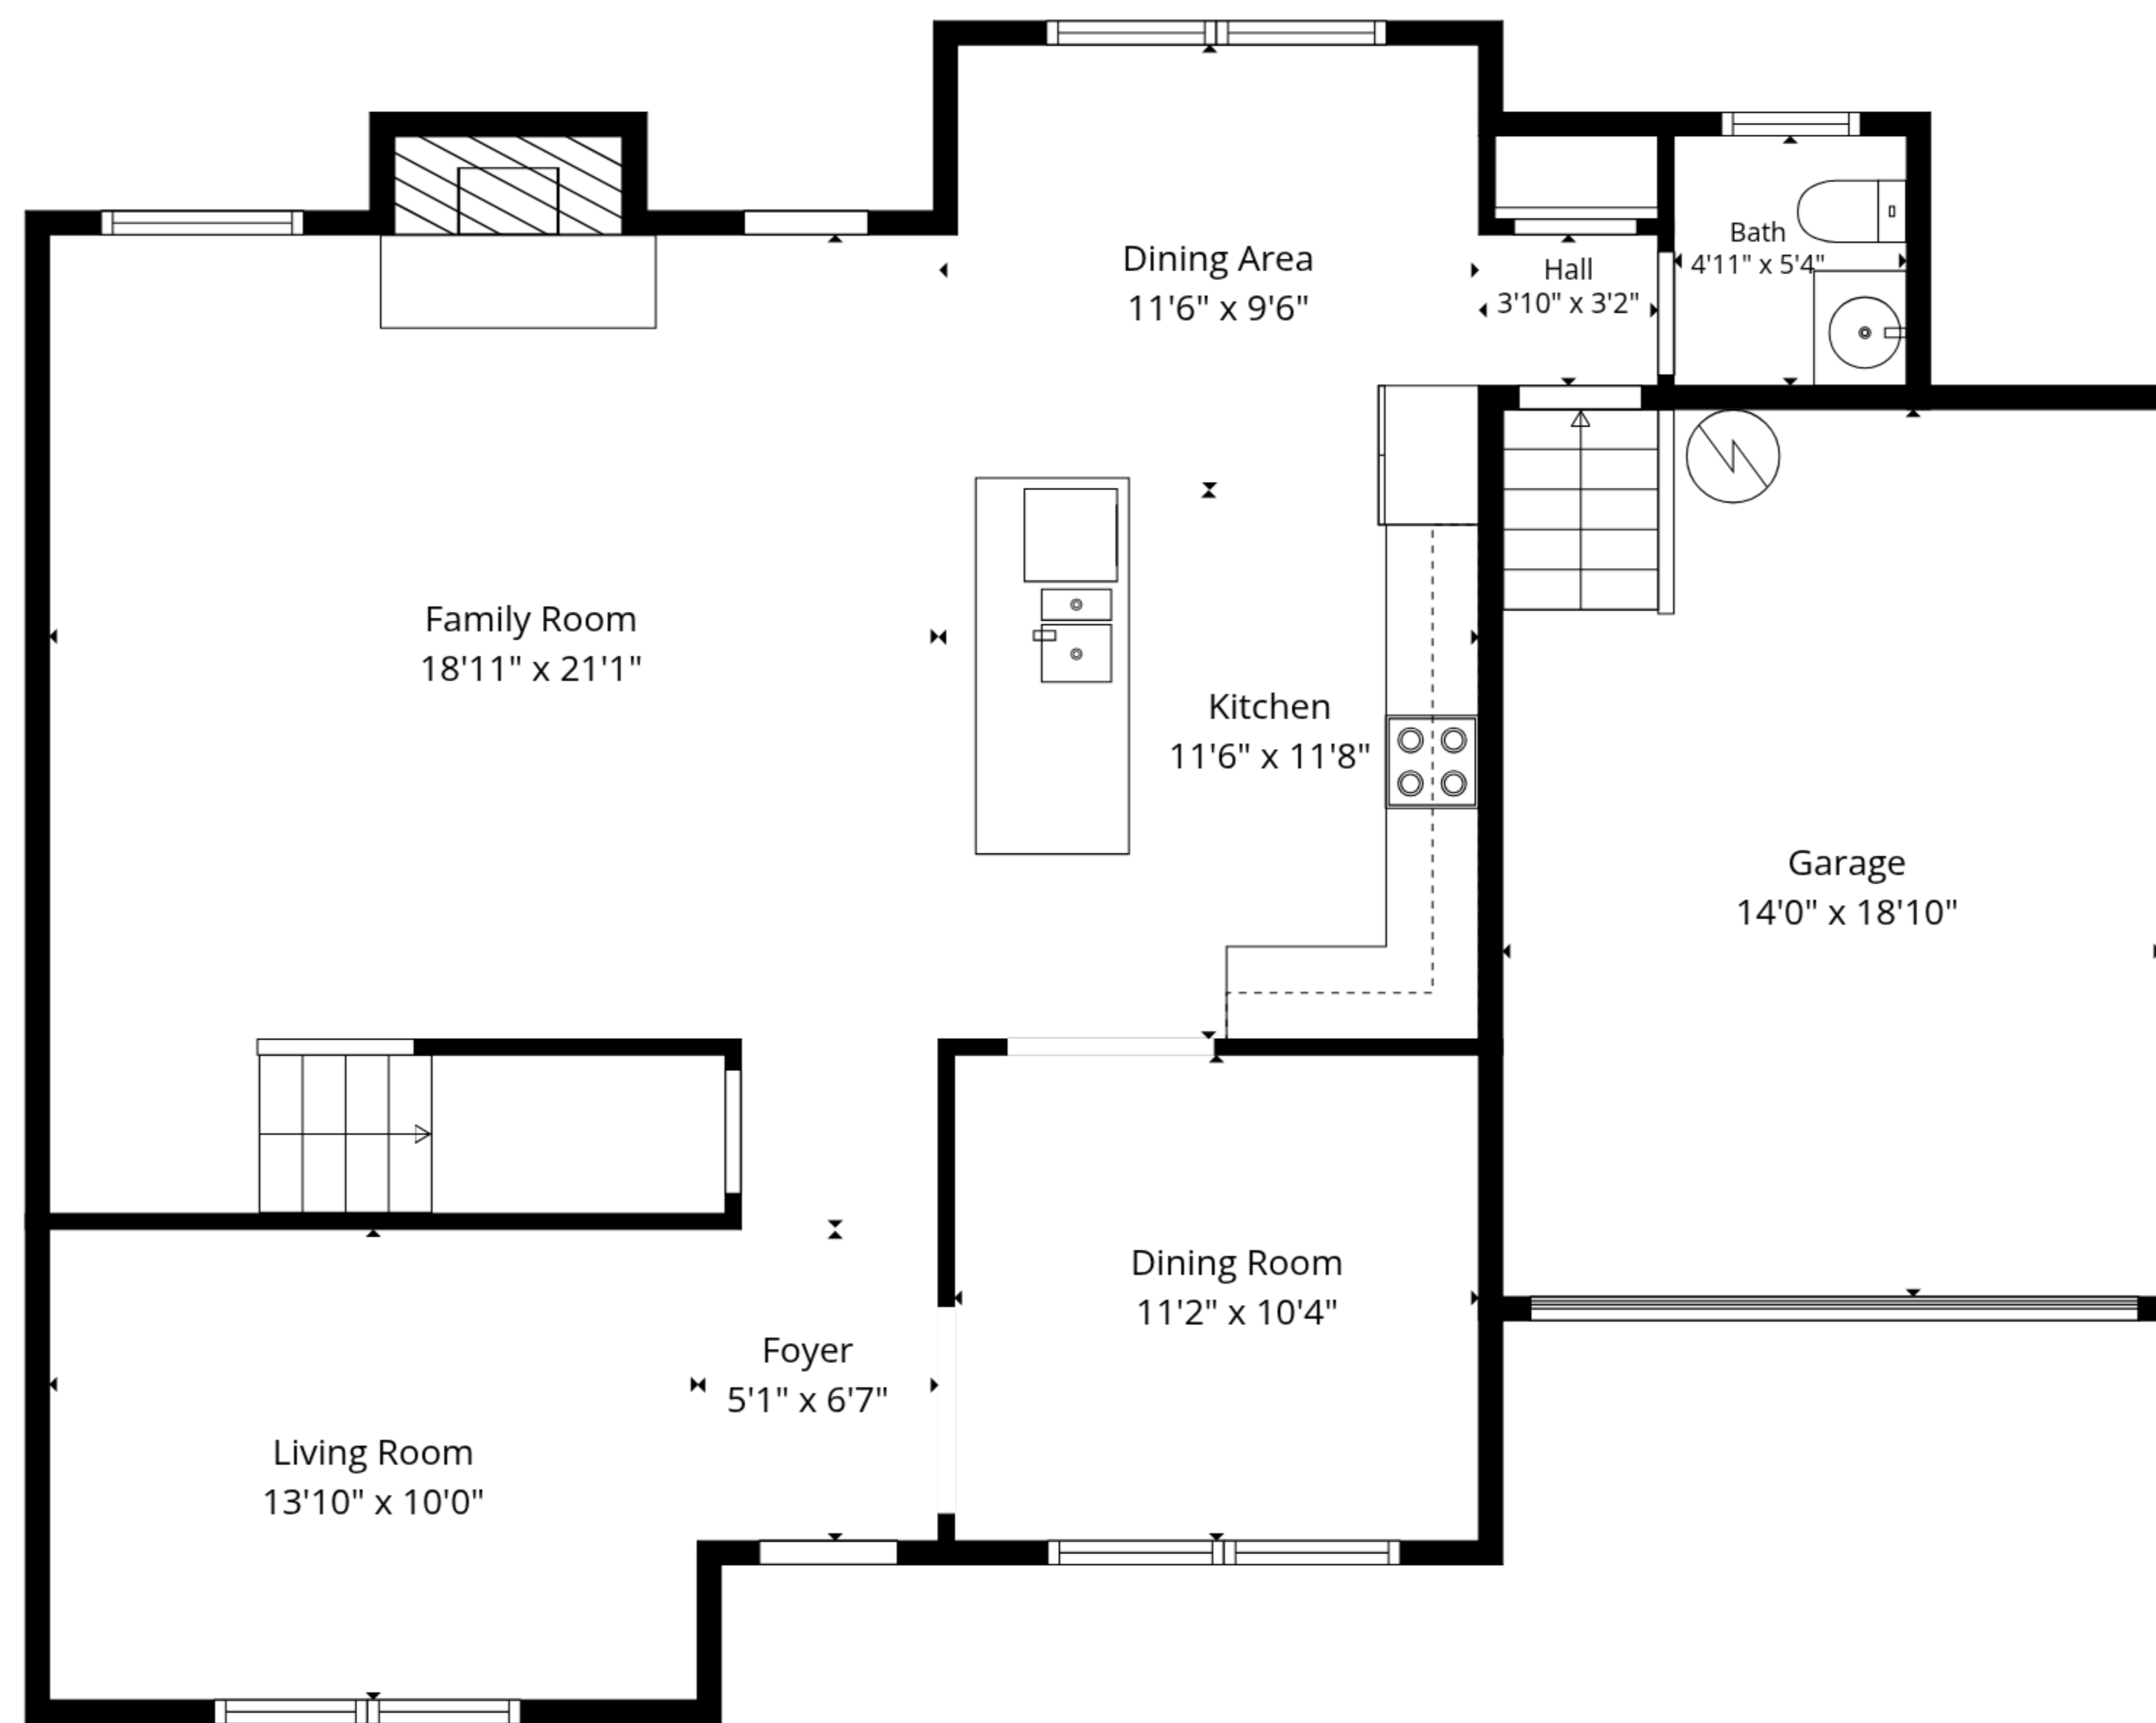 Dining Area
11'6" x 9'6"
Bath
4'11" x 5'4"
Hall
3'10" x 3'2"
Family Room
18'11" x 21'1"
Kitchen
11'6" x 11'8"
Garage
14'0" x 18'10"
Dining Room
11'2" x 10'4"
Foyer
5'1" x 6'7"
Living Room
13'10" x 10'0"